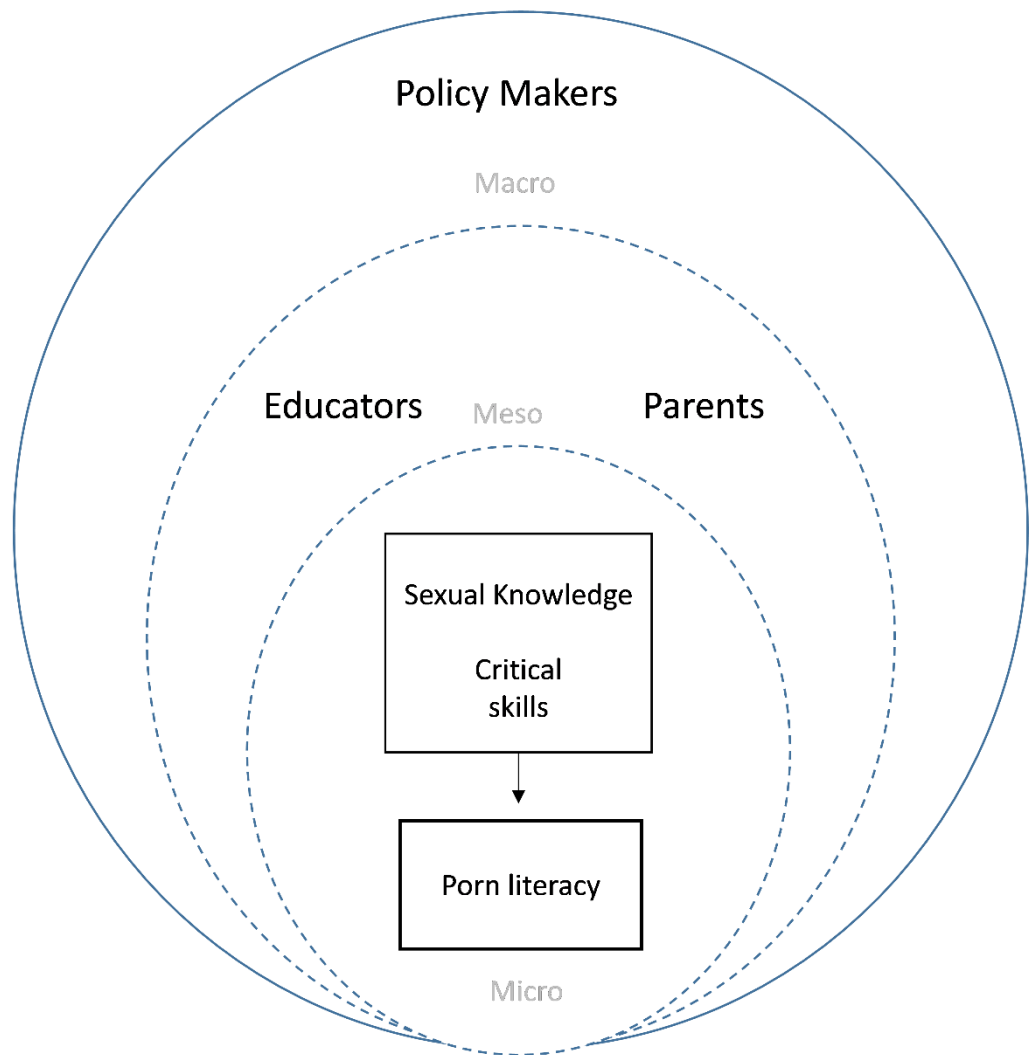 Policy Makers
Macro
Educators
Meso
Parents
Sexual Knowledge
Critical
skills
Porn literacy
Micro